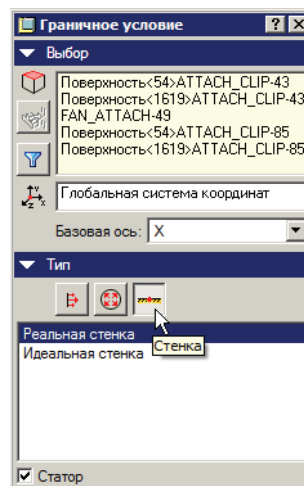 Граничное условие
Выбор
Поверхность<54>ATTACH_CLIP-43
Поверхность<1619>ATTACH_CLIP-43
FAN_ATTACH-49
Поверхность<54>ATTACH_CLIP-85
Поверхность<1619>ATTACH_CLIP-85
Глобальная система координат
Базовая ось: X
Тип
Реальная стенка
Идеальная стенка
Стенка
Статор